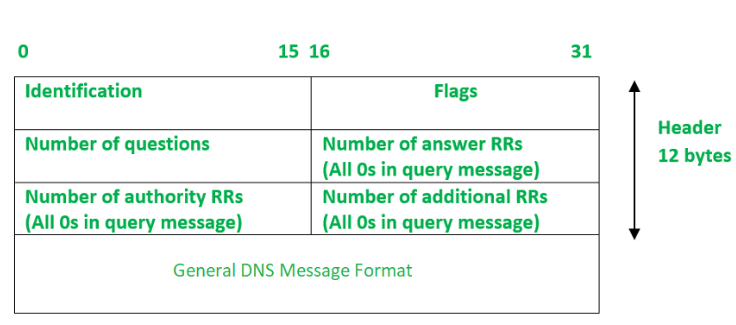 0 15 16 31
Identification Flags
Header
12 bytes
Number of questions Number of answer RRs
(All 0s in query message)
Number of authority RRs Number of additional RRs
(All 0s in query message) (All 0s in query message)
General DNS Message Format